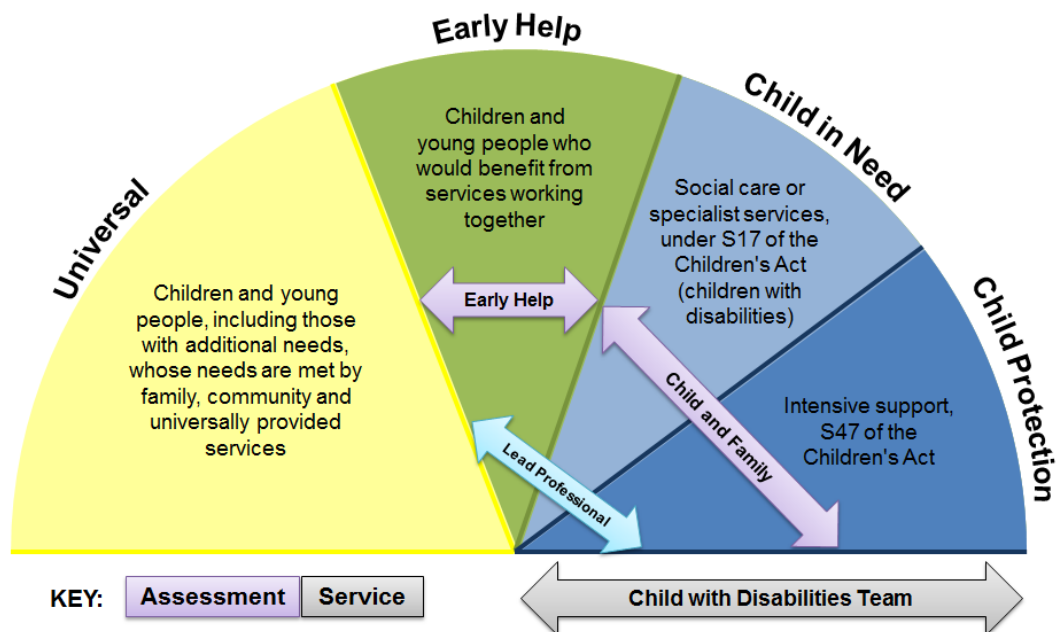 Early Help
Child in Need
Universal
Child Protection
Children and
young people who
would benefit from
services working
together
Social care or
specialist services,
under S17 of the
Children's Act
(children with
disabilities)
Children and young
people, including those
with additional needs,
whose needs are met by
family, community and
universally provided
services
Early Help
Child and Family
Intensive support,
S47 of the
Children's Act
Lead Professional
KEY: Assessment Service
Child with Disabilities Team